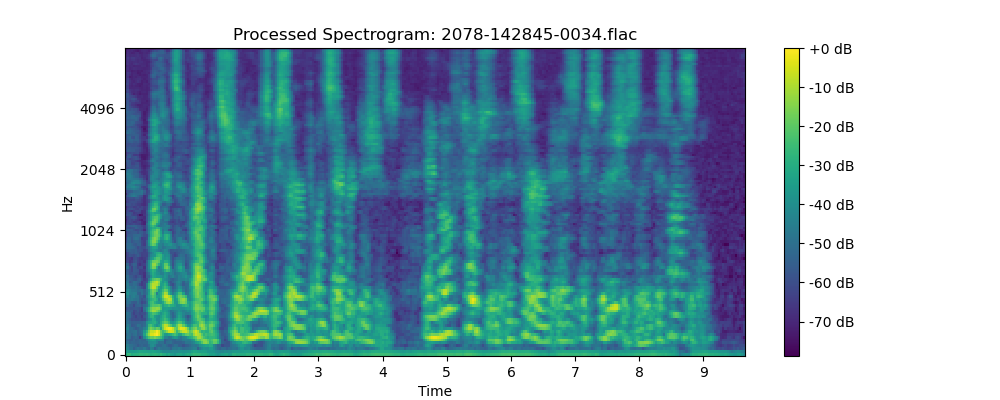 Processed Spectrogram: 2078-142845-0034.flac
Hz
4096
2048
1024
512
0
0 1 2 3 4 5 6 7 8 9
Time
+0 dB
-10 dB
-20 dB
-30 dB
-40 dB
-50 dB
-60 dB
-70 dB